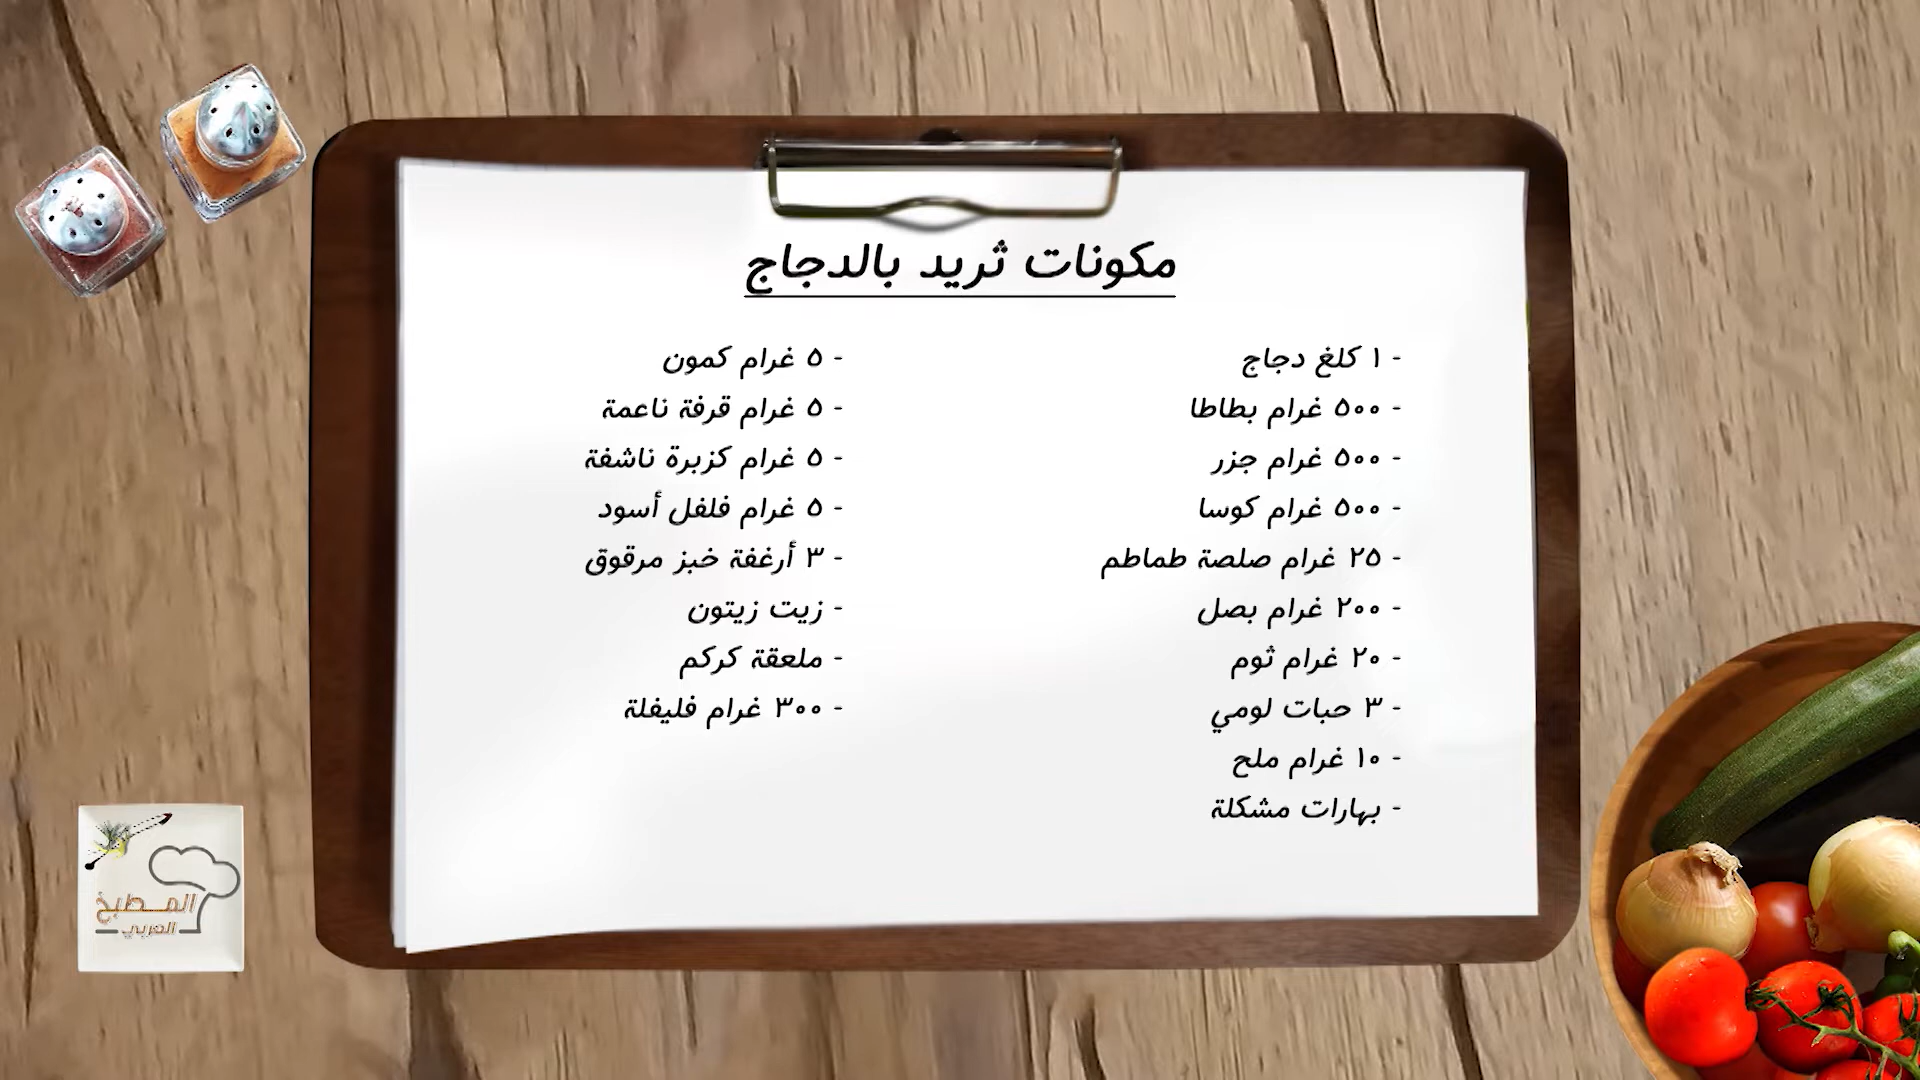 مكونات ثريد بالدجاج
- ١ كلغ دجاج
- ٥٠٠ غرام بطاطا
- ٥٠٠ غرام جزر
- ٥٠٠ غرام كوسا
- ٢٥ غرام صلصة طماطم
- ٢٠٠ غرام بصل
- ٢٠ غرام ثوم
- ٣ حبات لومي
- ١٠ غرام ملح
- بهارات مشكلة
- ٥ غرام كمون
- ٥ غرام قرفة ناعمة
- ٥ غرام كزبرة ناشفة
- ٥ غرام فلفل أسود
- ٣ أرغفة خبز مرقوق
- زيت زيتون
- ملعقة كركم
- ٣٠٠ غرام فليفلة
المطبخ
العربي